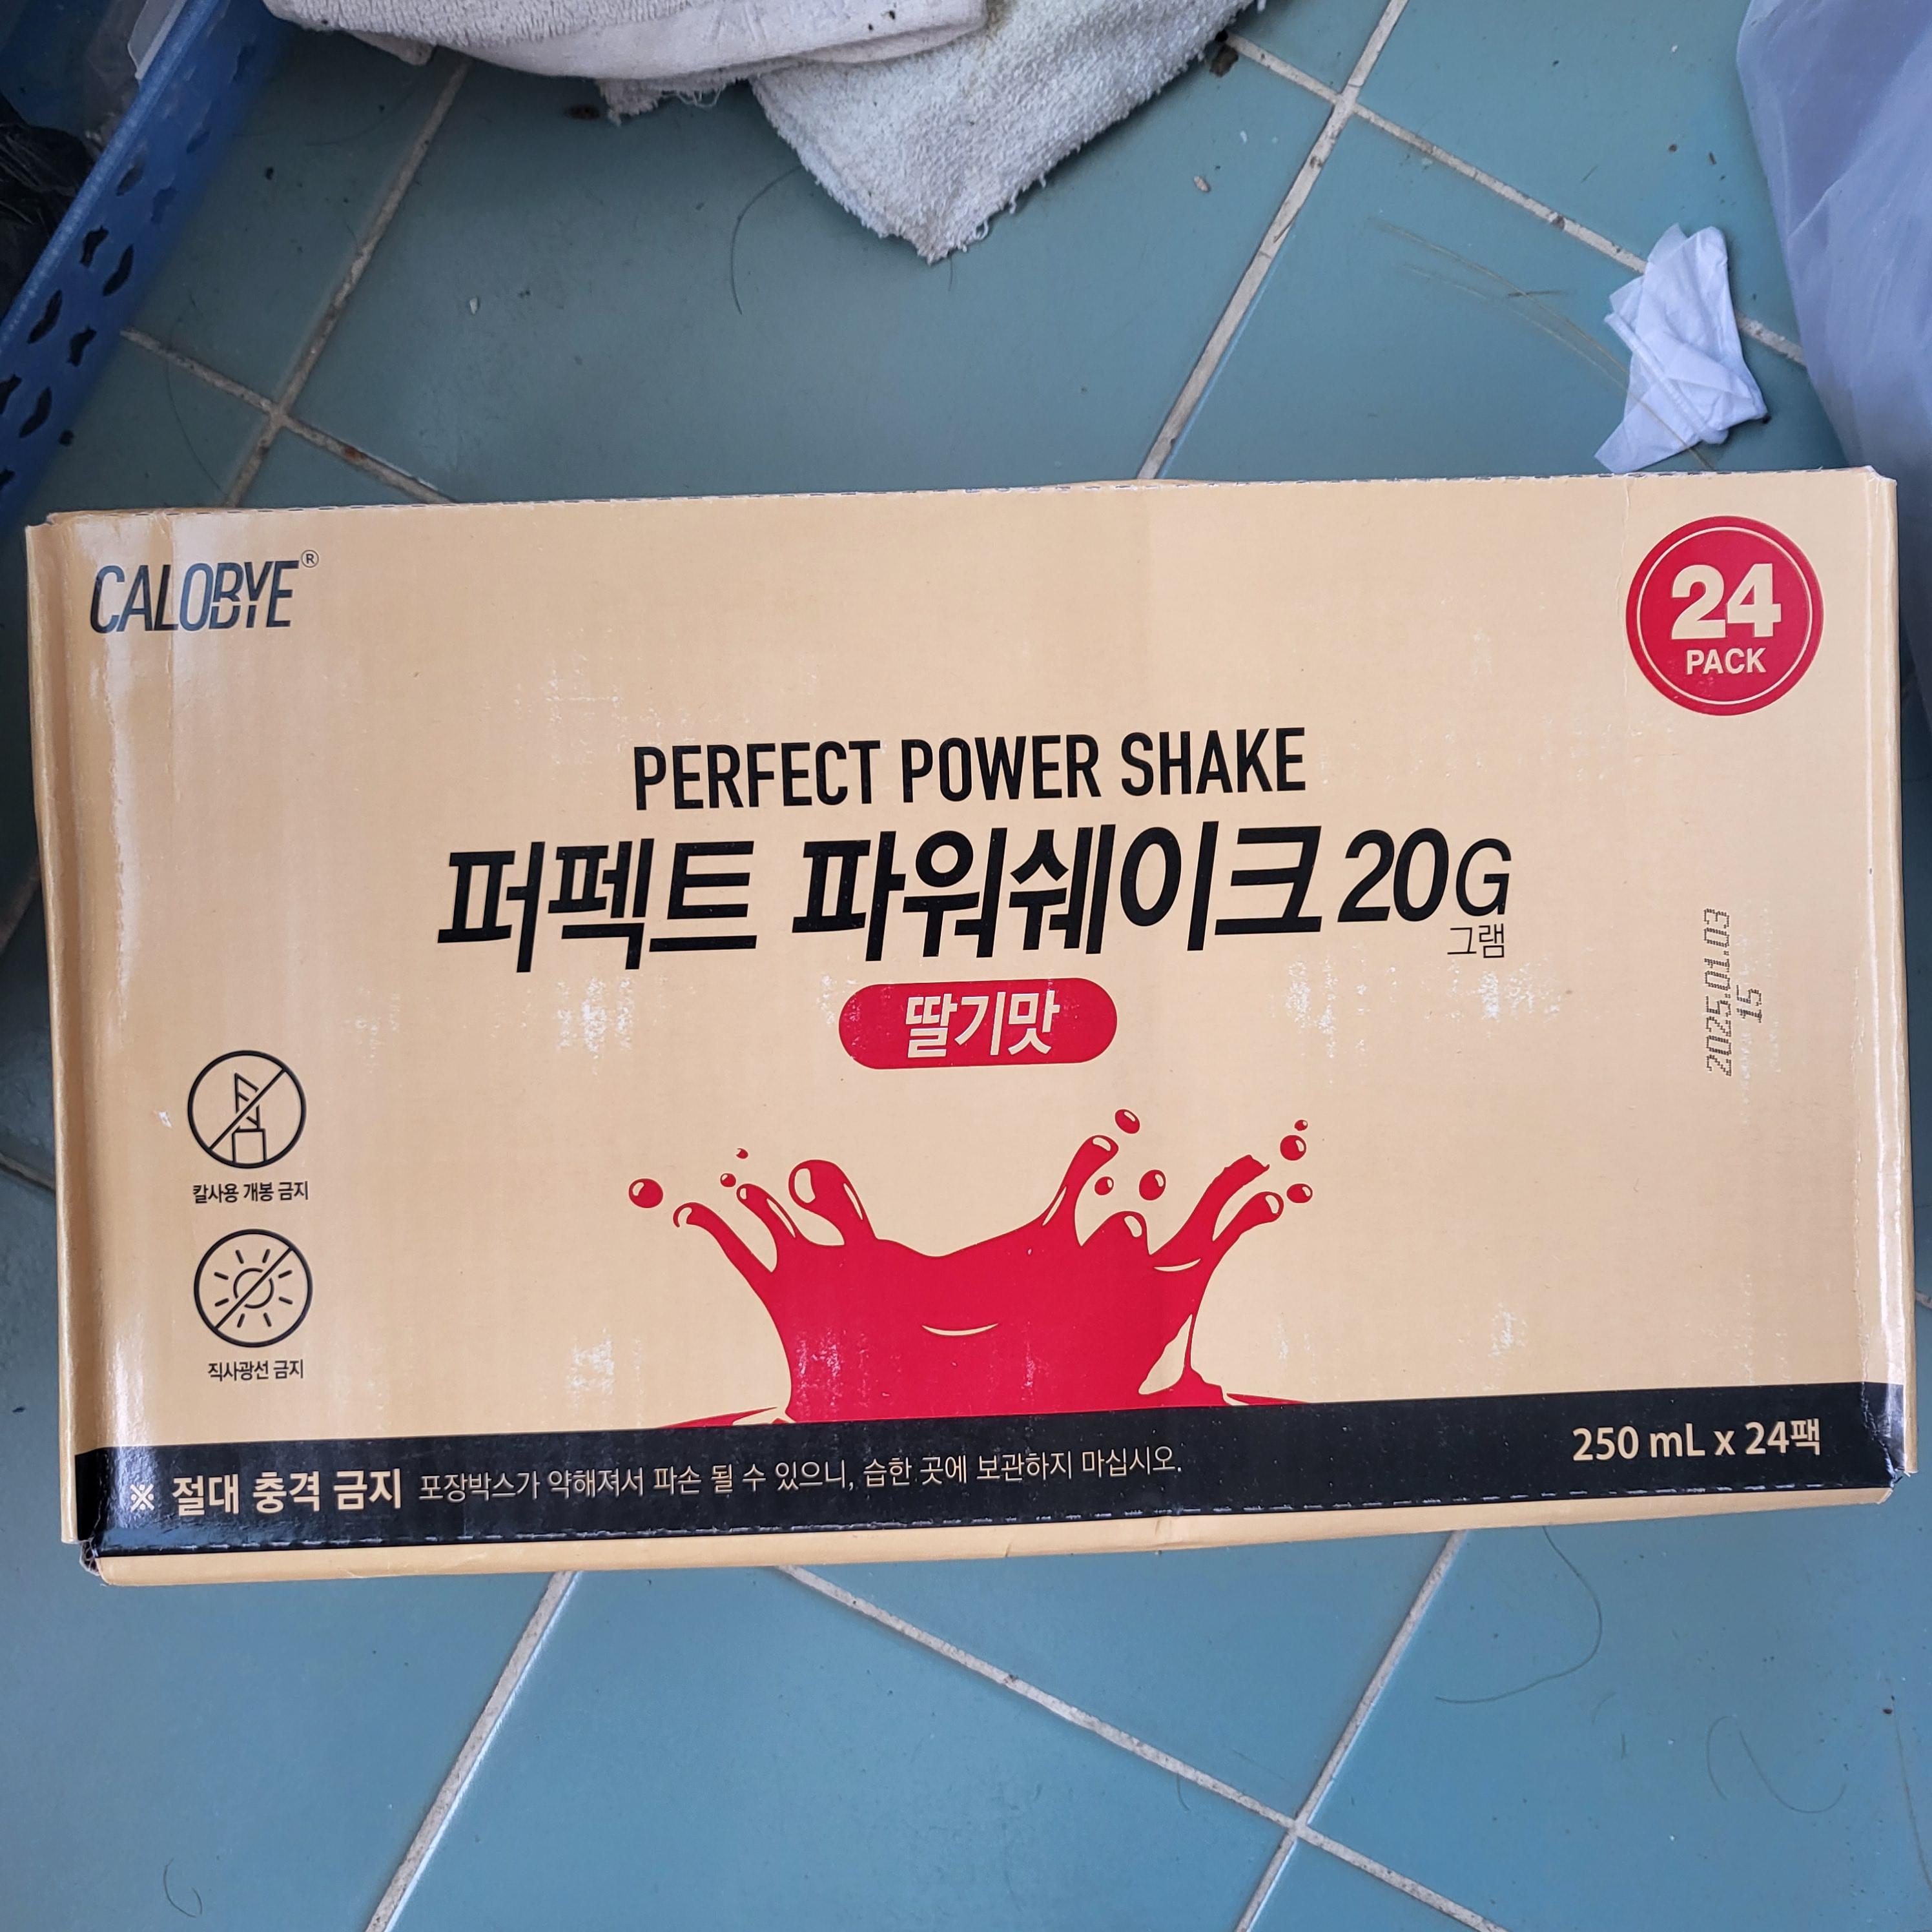 CALOBYE®
24
PACK
PERFECT POWER SHAKE
퍼펙트 파워쉐이크 20G
그램
딸기맛
2025.01.03
15
칼사용 개봉 금지
직사광선 금지
※ 절대 충격 금지 포장박스가 약해져서 파손 될 수 있으니, 습한 곳에 보관하지 마십시오.
250 mL x 24팩